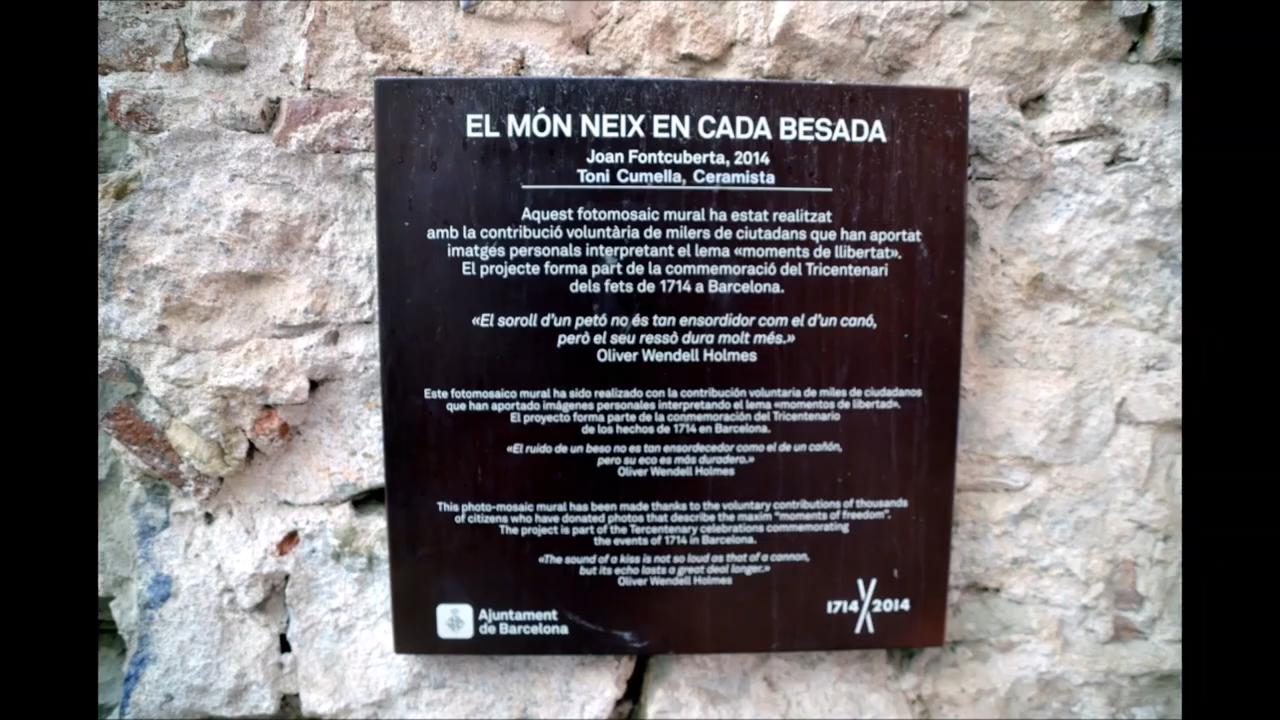 EL MÓN NEIX EN CADA BESADA
Joan Fontcuberta, 2014
Toni Cumella, Ceramista
Aquest fotomosaic mural ha estat realitzat
amb la contribució voluntària de milers de ciutadans que han aportat
imatges personals interpretant el lema «moments de llibertat».
El projecte forma part de la commemoració del Tricentenari
dels fets de 1714 a Barcelona.
«El soroll d'un petó no és tan ensordidor com el d'un canó,
però el seu ressò dura molt més.»
Oliver Wendell Holmes
Este fotomosaico mural ha sido realizado con la contribución voluntaria de miles de ciudadanos
que han aportado imágenes personales interpretando el lema «momentos de libertad».
El proyecto forma parte de la conmemoración del Tricentenario
de los hechos de 1714 en Barcelona.
«El ruido de un beso no es tan ensordecedor como el de un cañón,
pero su eco es más duradero.»
Oliver Wendell Holmes
This photo-mosaic mural has been made thanks to the voluntary contributions of thousands
of citizens who have donated photos that describe the maxim "moments of freedom".
The project is part of the Tercentenary celebrations commemorating
the events of 1714 in Barcelona.
«The sound of a kiss is not so loud as that of a cannon,
but its echo lasts a great deal longer.»
Oliver Wendell Holmes
Ajuntament
de Barcelona
1714 2014